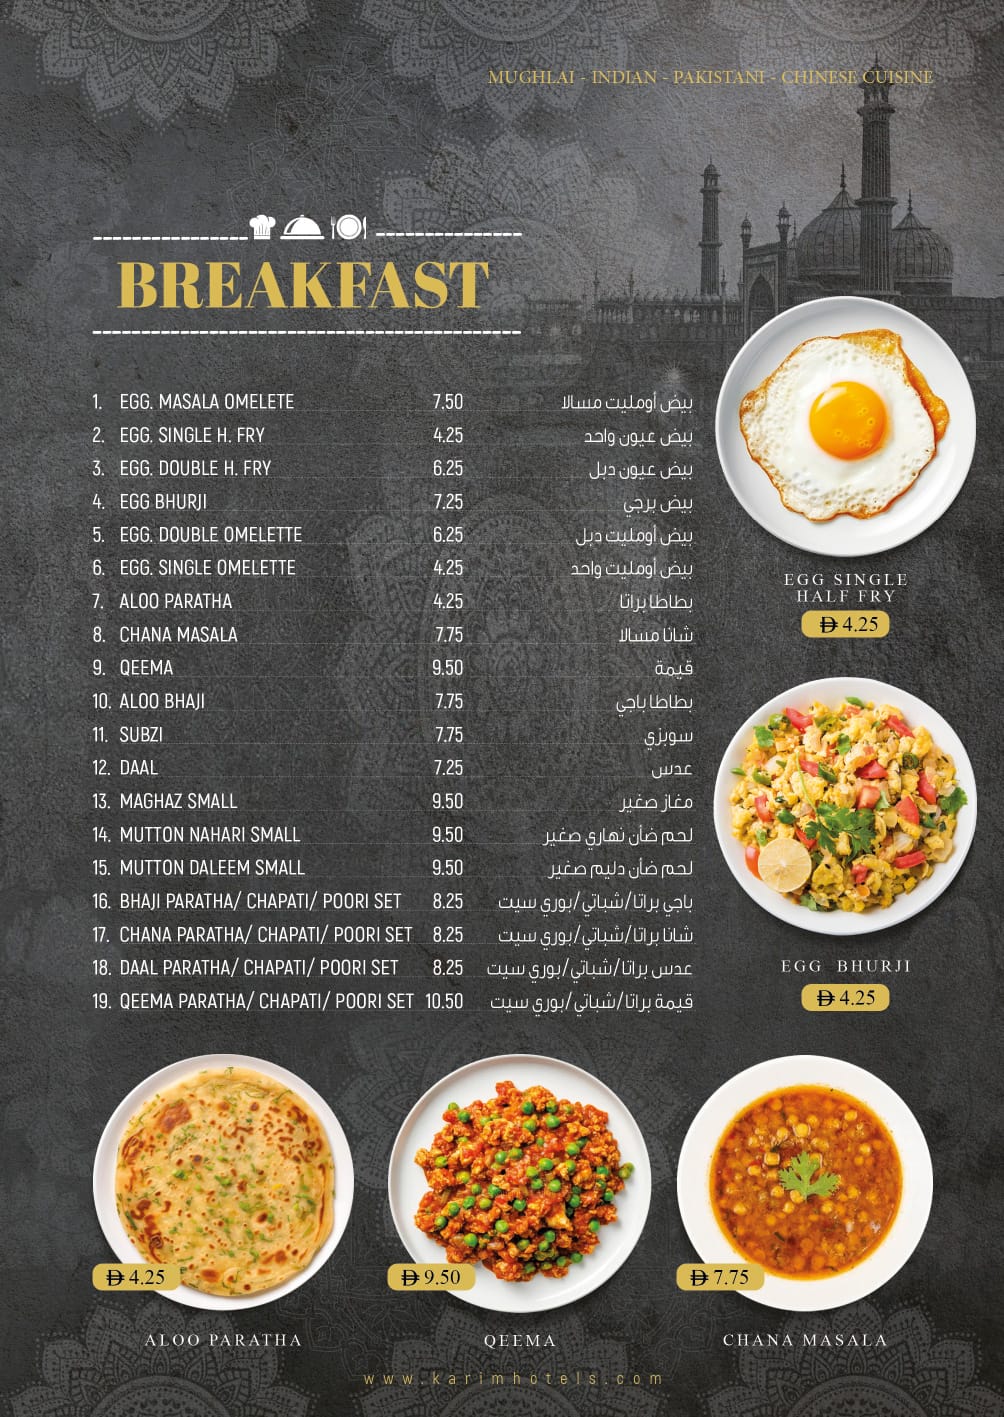 MUGHLAI - INDIAN - PAKISTANI - CHINESE CUISINE
BREAKFAST
1. EGG. MASALA OMELETE 7.50 بيض أومليت مسالا
2. EGG. SINGLE H. FRY 4.25 بيض عيون واحد
3. EGG. DOUBLE H. FRY 6.25 بيض عيون دبل
4. EGG BHURJI 7.25 بيض برجي
5. EGG. DOUBLE OMELETTE 6.25 بيض أومليت دبل
6. EGG. SINGLE OMELETTE 4.25 بيض أومليت واحد
7. ALOO PARATHA 4.25 بطاطا براتا
8. CHANA MASALA 7.75 شانا مسالا
9. QEEMA 9.50 قيمة
10. ALOO BHAJI 7.75 بطاطا باجي
11. SUBZI 7.75 سوبزي
12. DAAL 7.25 عدس
13. MAGHAZ SMALL 9.50 مغاز صغير
14. MUTTON NAHARI SMALL 9.50 لحم ضأن نهاري صغير
15. MUTTON DALEEM SMALL 9.50 لحم ضأن دليم صغير
16. BHAJI PARATHA/ CHAPATI/ POORI SET 8.25 باجي براتا/شباتي/بوري سيت
17. CHANA PARATHA/ CHAPATI/ POORI SET 8.25 شانا براتا/شباتي/بوري سيت
18. DAAL PARATHA/ CHAPATI/ POORI SET 8.25 عدس براتا/شباتي/بوري سيت
19. QEEMA PARATHA/ CHAPATI/ POORI SET 10.50 قيمة براتا/شباتي/بوري سيت
EGG SINGLE
HALF FRY
4.25
EGG BHURJI
4.25
4.25
ALOO PARATHA
9.50
QEEMA
7.75
CHANA MASALA
www.karimhotels.com